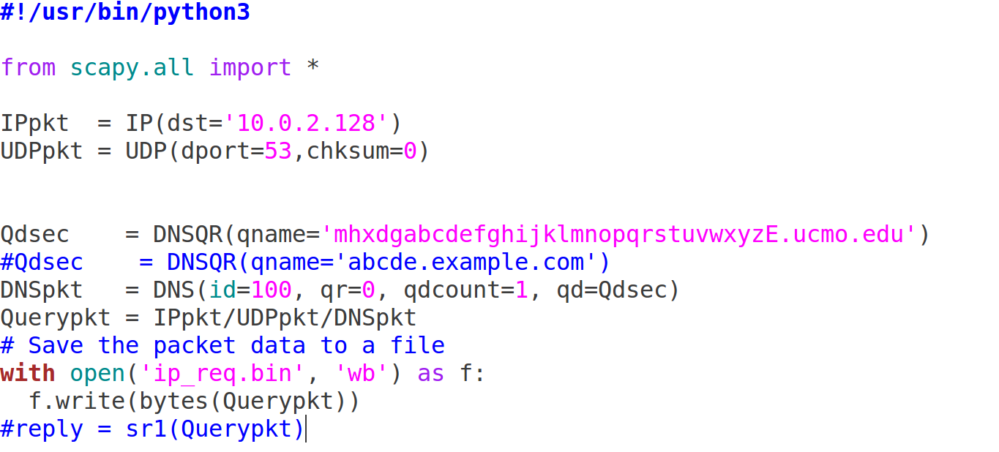 #!/usr/bin/python3
from scapy.all import *
IPpkt  = IP(dst='10.0.2.128')
UDPpkt = UDP(dport=53,chksum=0)
Qdsec    = DNSQR(qname='mhxdgabcdefghijklmnopqrstuvwxyzE.ucmo.edu')
#Qdsec    = DNSQR(qname='abcde.example.com')
DNSpkt   = DNS(id=100, qr=0, qdcount=1, qd=Qdsec)
Querypkt = IPpkt/UDPpkt/DNSpkt
# Save the packet data to a file
with open('ip_req.bin', 'wb') as f:
  f.write(bytes(Querypkt))
#reply = sr1(Querypkt)